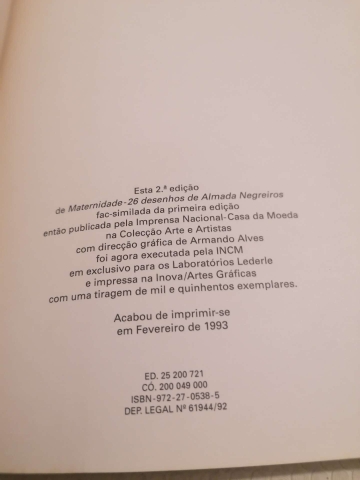 Esta 2.ª edição
de Maternidade-26 desenhos de Almada Negreiros
fac-similada da primeira edição
então publicada pela Imprensa Nacional-Casa da Moeda
na Colecção Arte e Artistas
com direcção gráfica de Armando Alves
foi agora executada pela INCM
em exclusivo para os Laboratórios Lederle
e impressa na Inova/Artes Gráficas
com uma tiragem de mil e quinhentos exemplares.
Acabou de imprimir-se
em Fevereiro de 1993
ED. 25 200 721
CÓ. 200 049 000
ISBN-972-27-0538-5
DEP. LEGAL Nº 61944/92